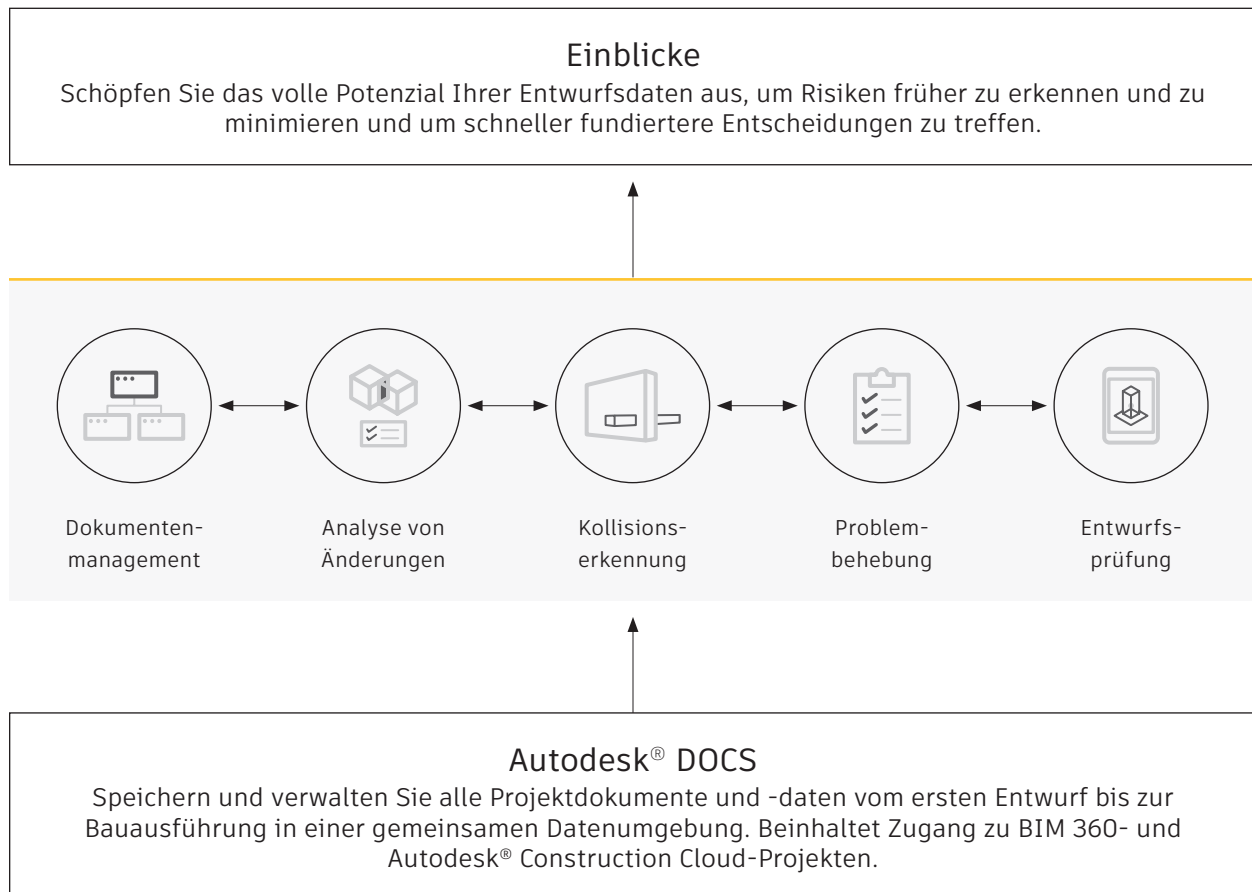 Einblicke
Schöpfen Sie das volle Potenzial Ihrer Entwurfsdaten aus, um Risiken früher zu erkennen und zu
minimieren und um schneller fundiertere Entscheidungen zu treffen.
Dokumenten-
management
Analyse von
Änderungen
Kollisions-
erkennung
Problem-
behebung
Entwurfs-
prüfung
Autodesk® DOCS
Speichern und verwalten Sie alle Projektdokumente und -daten vom ersten Entwurf bis zur
Bauausführung in einer gemeinsamen Datenumgebung. Beinhaltet Zugang zu BIM 360- und
Autodesk® Construction Cloud-Projekten.